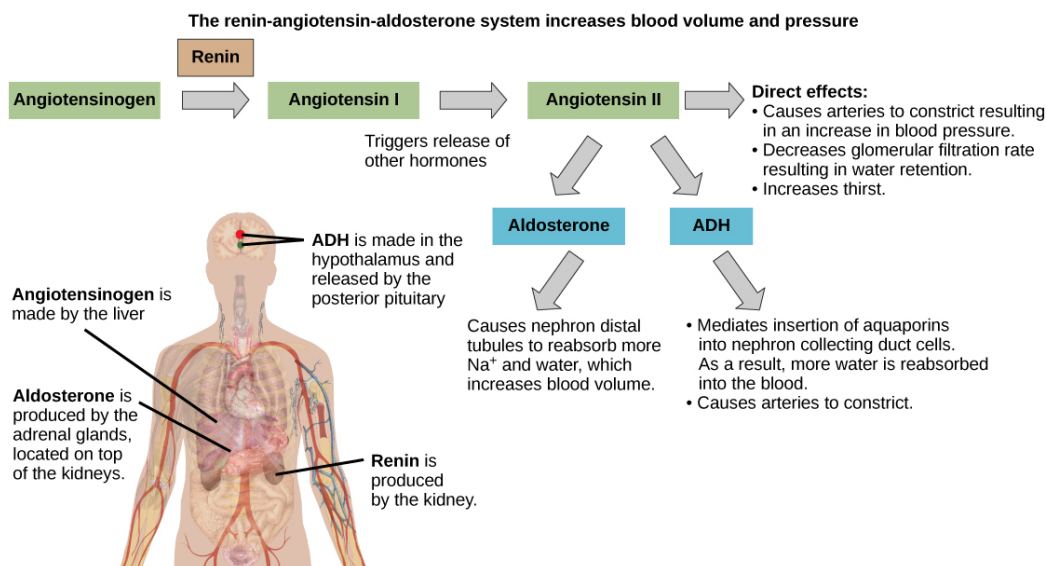 The renin-angiotensin-aldosterone system increases blood volume and pressure
Renin
Angiotensinogen
Angiotensin I
Angiotensin II
Direct effects:
• Causes arteries to constrict resulting
in an increase in blood pressure.
• Decreases glomerular filtration rate
resulting in water retention.
• Increases thirst.
Triggers release of
other hormones
Aldosterone
ADH
ADH is made in the
hypothalamus and
released by the
posterior pituitary
Angiotensinogen is
made by the liver
Aldosterone is
produced by the
adrenal glands,
located on top
of the kidneys.
Renin is
produced
by the kidney.
Causes nephron distal
tubules to reabsorb more
Na⁺ and water, which
increases blood volume.
• Mediates insertion of aquaporins
into nephron collecting duct cells.
As a result, more water is reabsorbed
into the blood.
• Causes arteries to constrict.